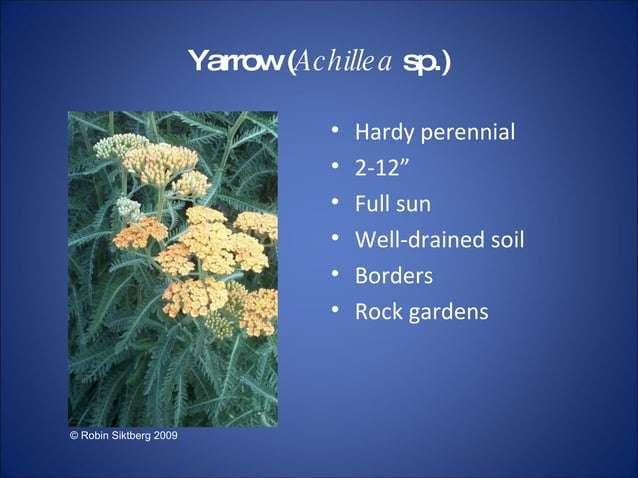 Yarrow (Achillea sp.)
• Hardy perennial
• 2-12”
• Full sun
• Well-drained soil
• Borders
• Rock gardens
© Robin Siktberg 2009